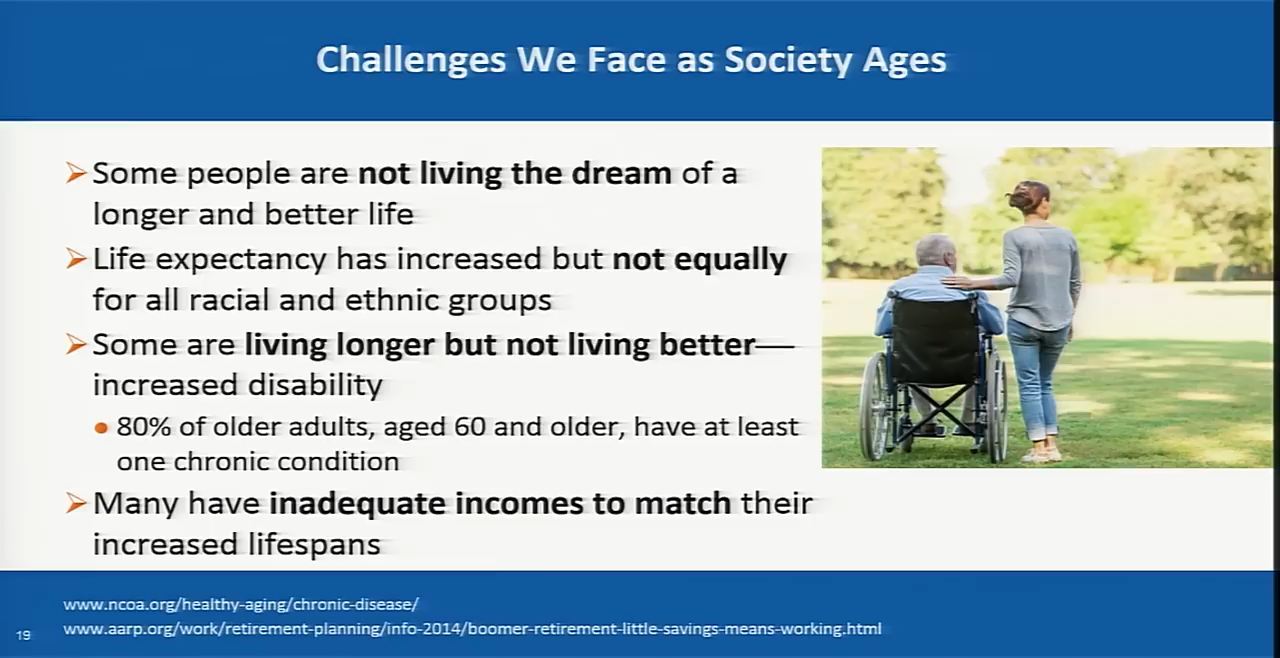 Challenges We Face as Society Ages
➢Some people are not living the dream of a
longer and better life
➢Life expectancy has increased but not equally
for all racial and ethnic groups
➢Some are living longer but not living better—
increased disability
• 80% of older adults, aged 60 and older, have at least
one chronic condition
➢Many have inadequate incomes to match their
increased lifespans
www.ncoa.org/healthy-aging/chronic-disease/
19
www.aarp.org/work/retirement-planning/info-2014/boomer-retirement-little-savings-means-working.html